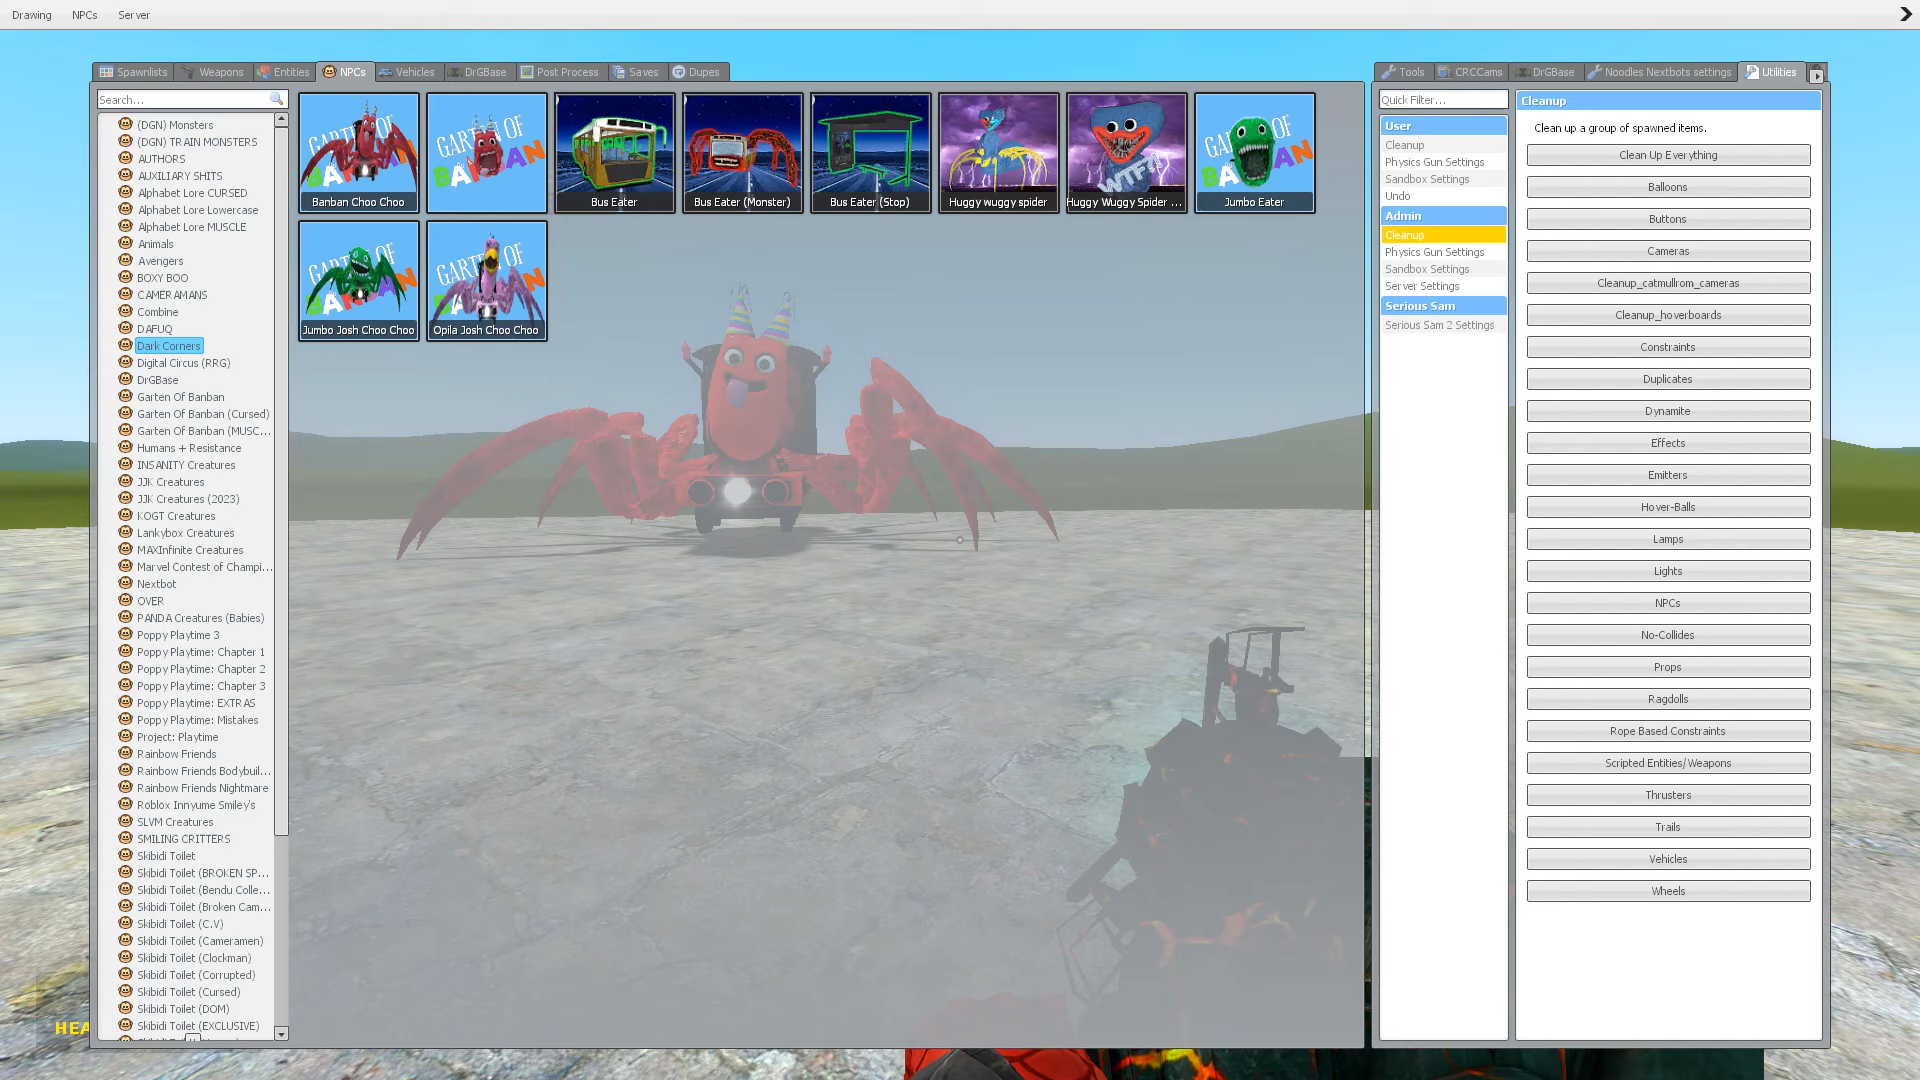 Drawing NPCs Server
Spawnlists Weapons Entities NPCs Vehicles DrGBase Post Process Saves Dupes
Search...
(DGN) Monsters
(DGN) TRAIN MONSTERS
AUTHORS
AUXILIARY SHITS
Alphabet Lore CURSED
Alphabet Lore Lowercase
Alphabet Lore MUSCLE
Animals
Avengers
BOXY BOO
CAMERAMANS
Combine
DAFUQ
Dark Corners
Digital Circus (RRG)
DrGBase
Garten Of Banban
Garten Of Banban (Cursed)
Garten Of Banban (MUSC...
Humans + Resistance
INSANITY Creatures
JJK Creatures
JJK Creatures (2023)
KOGT Creatures
Lankybox Creatures
MAXInfinite Creatures
Marvel Contest of Champi...
Nextbot
OVER
PANDA Creatures (Babies)
Poppy Playtime 3
Poppy Playtime: Chapter 1
Poppy Playtime: Chapter 2
Poppy Playtime: Chapter 3
Poppy Playtime: EXTRAS
Poppy Playtime: Mistakes
Project: Playtime
Rainbow Friends
Rainbow Friends Bodybuil...
Rainbow Friends Nightmare
Roblox Innyume Smiley's
SLVM Creatures
SMILING CRITTERS
Skibidi Toilet
Skibidi Toilet (BROKEN SP...
Skibidi Toilet (Bendu Colle...
Skibidi Toilet (Broken Cam...
Skibidi Toilet (C.V)
Skibidi Toilet (Cameramen)
Skibidi Toilet (Clockman)
Skibidi Toilet (Corrupted)
Skibidi Toilet (Cursed)
Skibidi Toilet (DOM)
Skibidi Toilet (EXCLUSIVE)
HEA
GARTEN OF
BANBAN
Banban Choo Choo
GARTEN OF
BANBAN
Bus Eater
Bus Eater (Monster)
Bus Eater (Stop)
Huggy wuggy spider
WTF?!
Huggy Wuggy Spider ...
Jumbo Eater
Jumbo Josh Choo Choo
Opila Josh Choo Choo
Tools CRCCams DrGBase Noodles Nextbots settings Utilities
Quick Filter...
User
Cleanup
Physics Gun Settings
Sandbox Settings
Undo
Admin
Cleanup
Physics Gun Settings
Sandbox Settings
Server Settings
Serious Sam
Serious Sam 2 Settings
Cleanup
Clean up a group of spawned items.
Clean Up Everything
Balloons
Buttons
Cameras
Cleanup_catmullrom_cameras
Cleanup_hoverboards
Constraints
Duplicates
Dynamite
Effects
Emitters
Hover-Balls
Lamps
Lights
NPCs
No-Collides
Props
Ragdolls
Rope Based Constraints
Scripted Entities/Weapons
Thrusters
Trails
Vehicles
Wheels